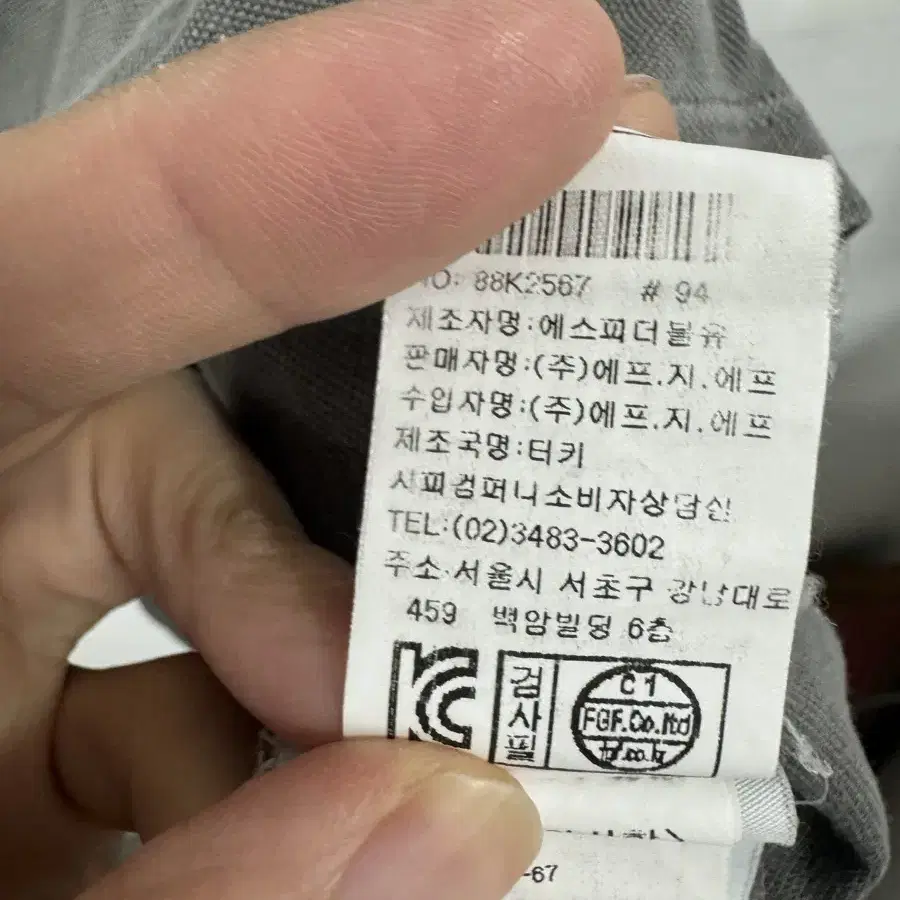 NO: 88K2567 # 94
제조자명:에스피더블유
판매자명:(주)에프.지.에프
수입자명:(주)에프.지.에프
제조국명:터키
시피컴퍼니소비자상담실
TEL:(02)3483-3602
주소:서울시 서초구 강남대로
459 백암빌딩 6층
KC
검사필
C1
FGF.Co.ltd
-67